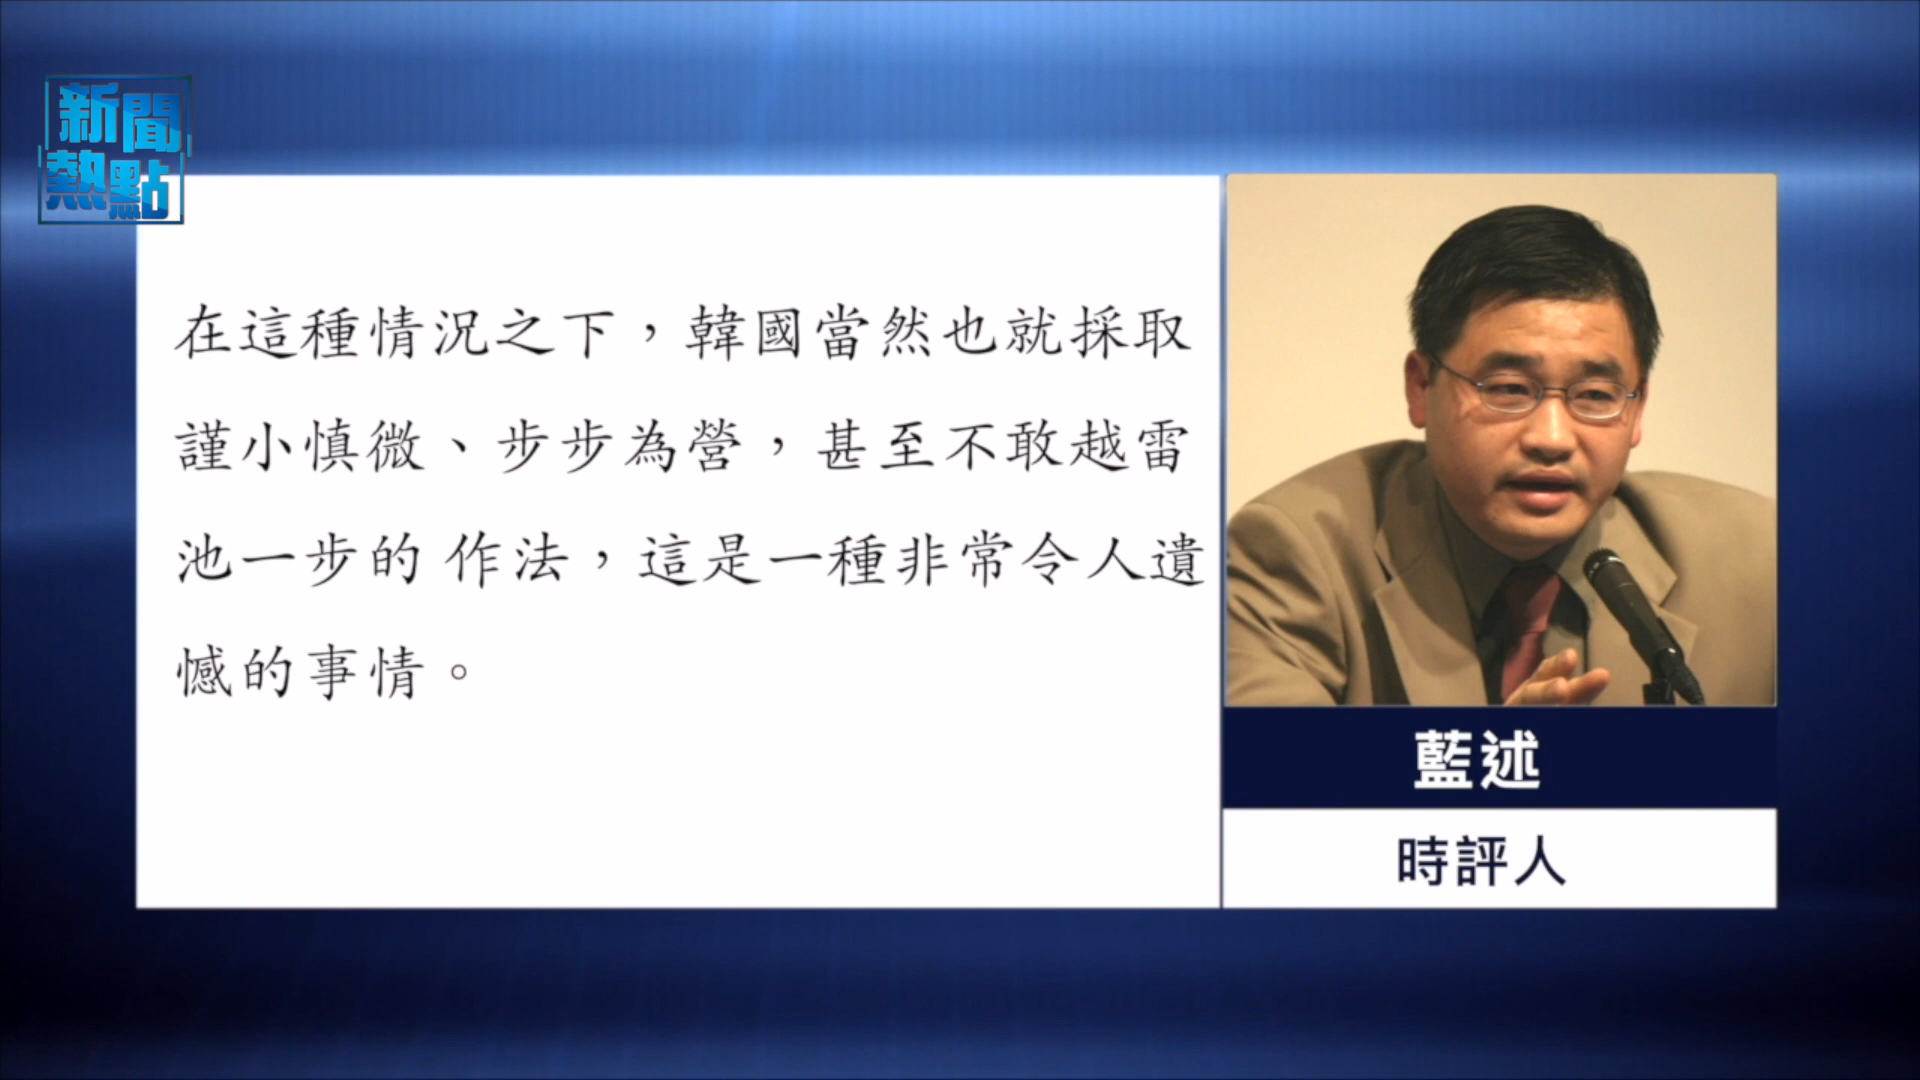 新聞
熱點
在這種情況之下，韓國當然也就採取
謹小慎微、步步為營，甚至不敢越雷
池一步的 作法，這是一種非常令人遺
憾的事情。
藍述
時評人